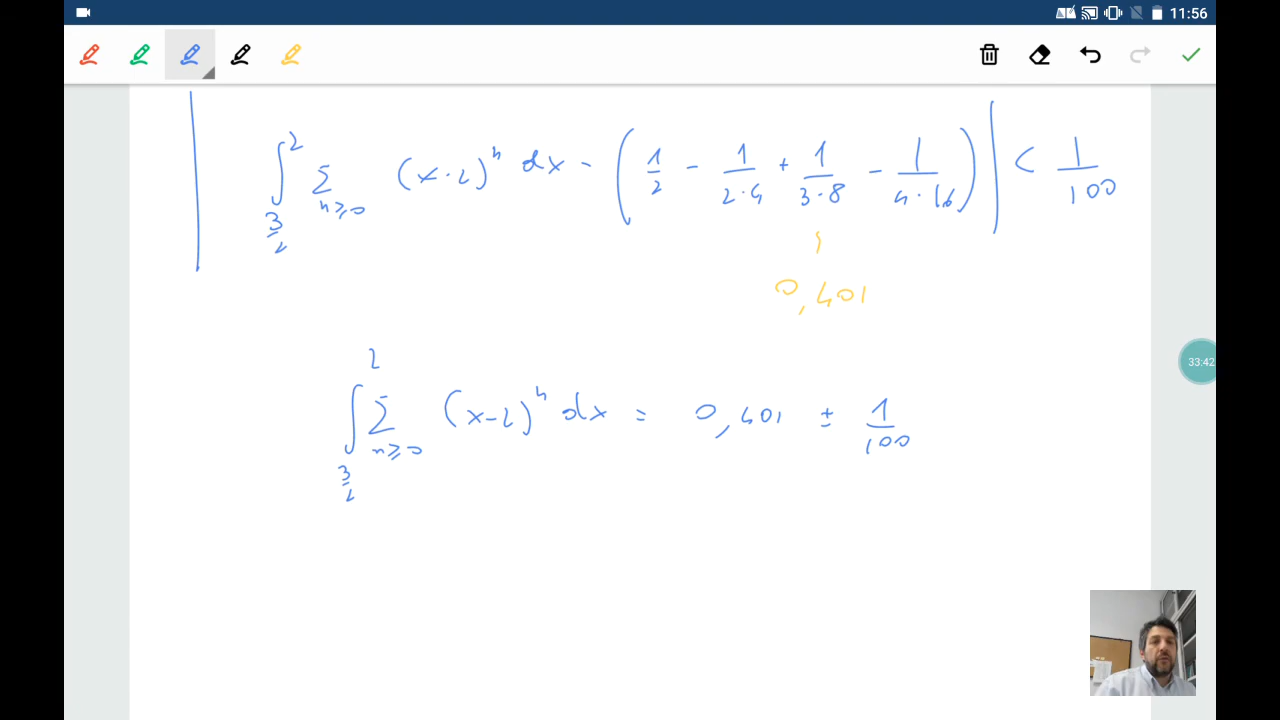 11:56
| ∫_{3/2}^{2} Σ_{n≥0} (x-2)^n dx - ( 1/2 - 1/(2·4) + 1/(3·8) - 1/(4·16) ) | < 1/100
0,401
∫_{3/2}^{2} Σ_{n≥0} (x-2)^n dx = 0,401 ± 1/100
33:42